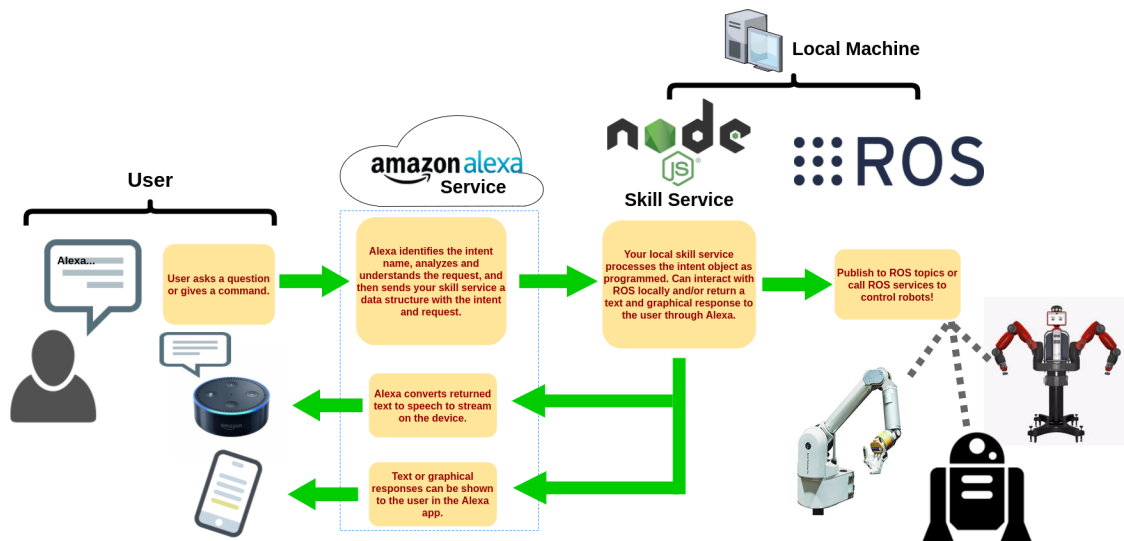 Local Machine
node
JS
ROS
amazon alexa
Service
Skill Service
User
Alexa...
User asks a question
or gives a command.
Alexa identifies the intent
name, analyzes and
understands the request, and
then sends your skill service a
data structure with the intent
and request.
Your local skill service
processes the intent object as
programmed. Can interact with
ROS locally and/or return a
text and graphical response to
the user through Alexa.
Publish to ROS topics or
call ROS services to
control robots!
Alexa converts returned
text to speech to stream
on the device.
amazon
Text or graphical
responses can be shown
to the user in the Alexa
app.